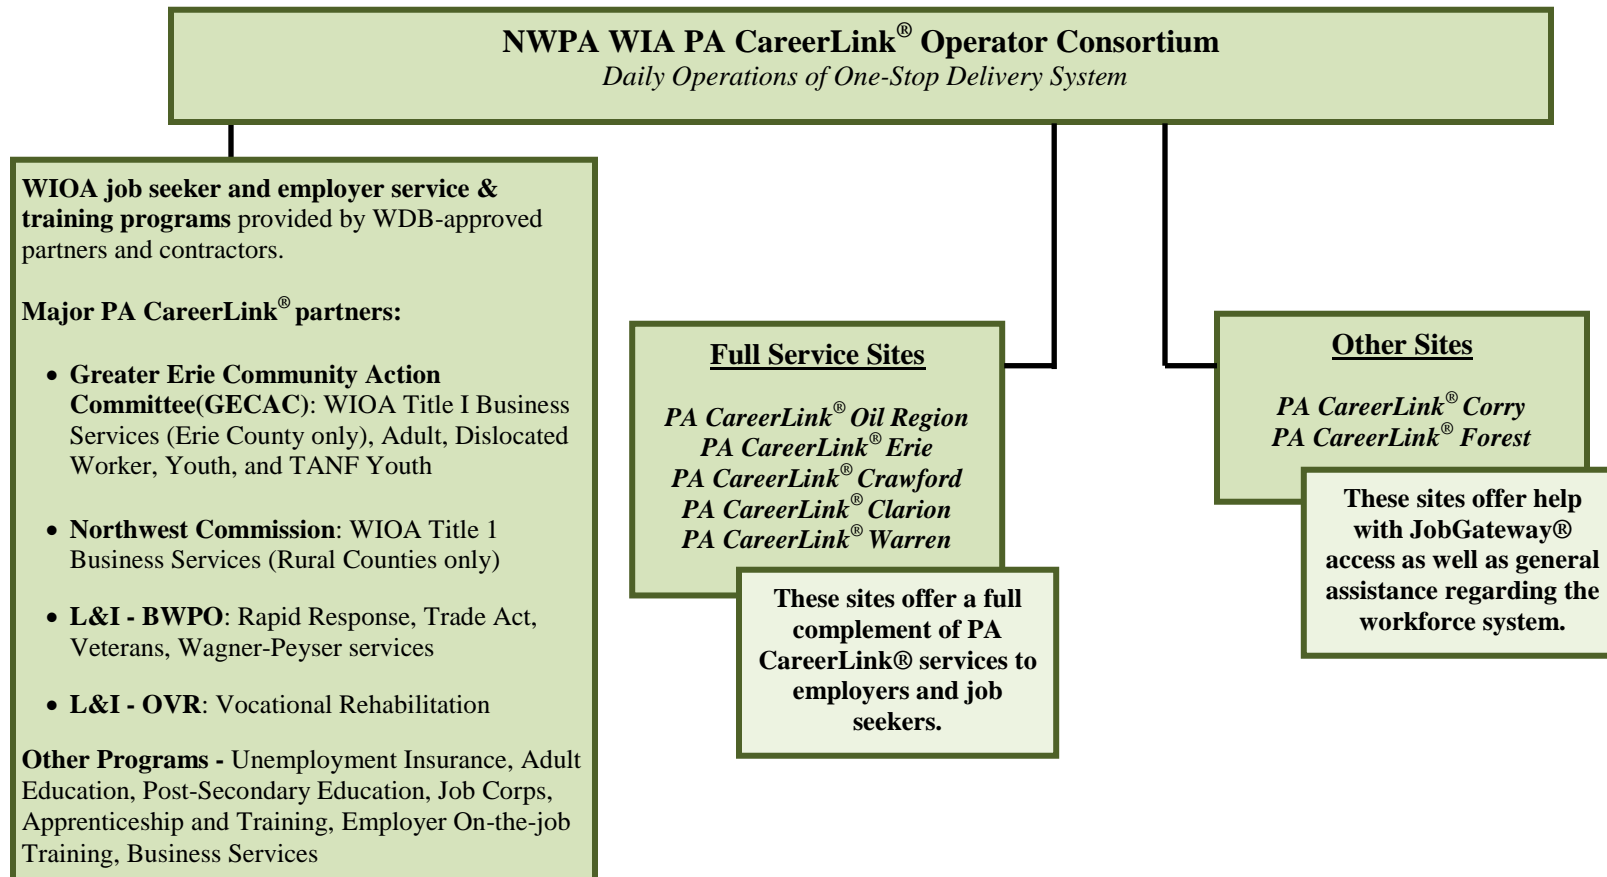 NWPA WIA PA CareerLink® Operator Consortium
Daily Operations of One-Stop Delivery System
WIOA job seeker and employer service &
training programs provided by WDB-approved
partners and contractors.
Major PA CareerLink® partners:
• Greater Erie Community Action
Committee(GECAC): WIOA Title I Business
Services (Erie County only), Adult, Dislocated
Worker, Youth, and TANF Youth
• Northwest Commission: WIOA Title 1
Business Services (Rural Counties only)
• L&I - BWPO: Rapid Response, Trade Act,
Veterans, Wagner-Peyser services
• L&I - OVR: Vocational Rehabilitation
Other Programs - Unemployment Insurance, Adult
Education, Post-Secondary Education, Job Corps,
Apprenticeship and Training, Employer On-the-job
Training, Business Services
Full Service Sites
PA CareerLink® Oil Region
PA CareerLink® Erie
PA CareerLink® Crawford
PA CareerLink® Clarion
PA CareerLink® Warren
These sites offer a full
complement of PA
CareerLink® services to
employers and job
seekers.
Other Sites
PA CareerLink® Corry
PA CareerLink® Forest
These sites offer help
with JobGateway®
access as well as general
assistance regarding the
workforce system.